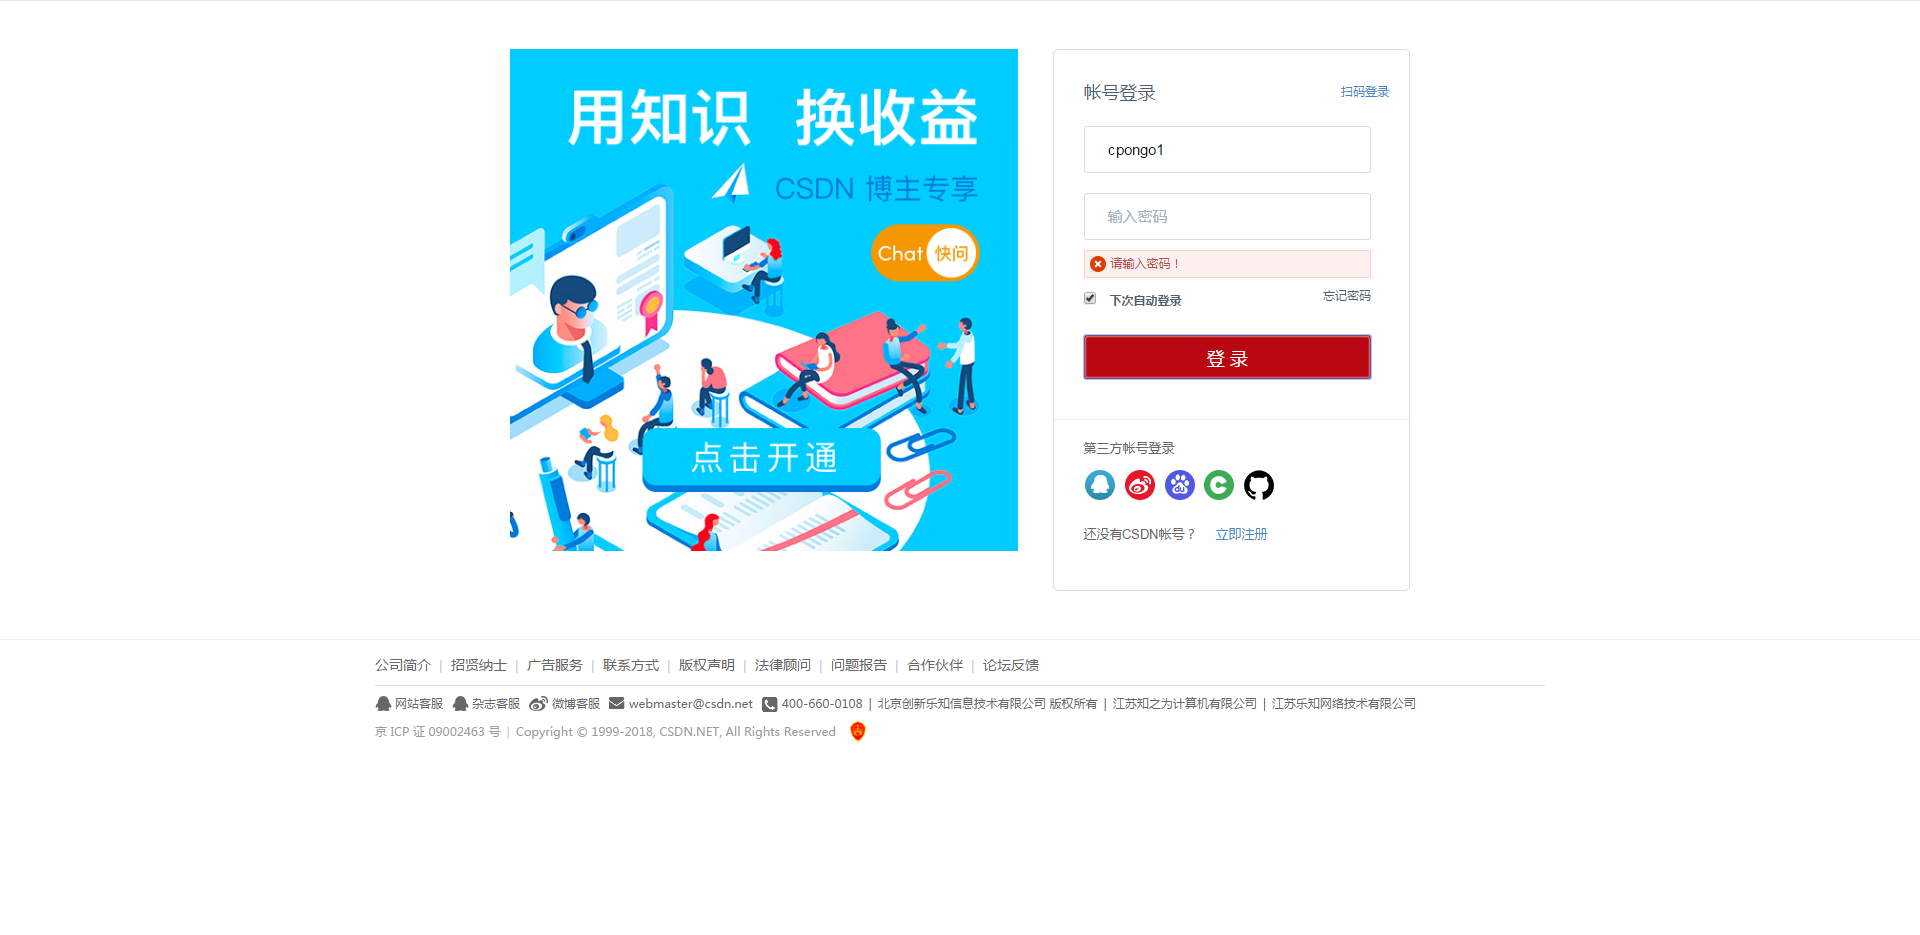 用知识 换收益
CSDN 博主专享
Chat 快问
点击开通
帐号登录 扫码登录
cpongo1
输入密码
请输入密码！
下次自动登录 忘记密码
登 录
第三方帐号登录
du
还没有CSDN帐号？ 立即注册
公司简介 | 招贤纳士 | 广告服务 | 联系方式 | 版权声明 | 法律顾问 | 问题报告 | 合作伙伴 | 论坛反馈
网站客服 杂志客服 微博客服 webmaster@csdn.net 400-660-0108 | 北京创新乐知信息技术有限公司 版权所有 | 江苏知之为计算机有限公司 | 江苏乐知网络技术有限公司
京 ICP 证 09002463 号 | Copyright © 1999-2018, CSDN.NET, All Rights Reserved